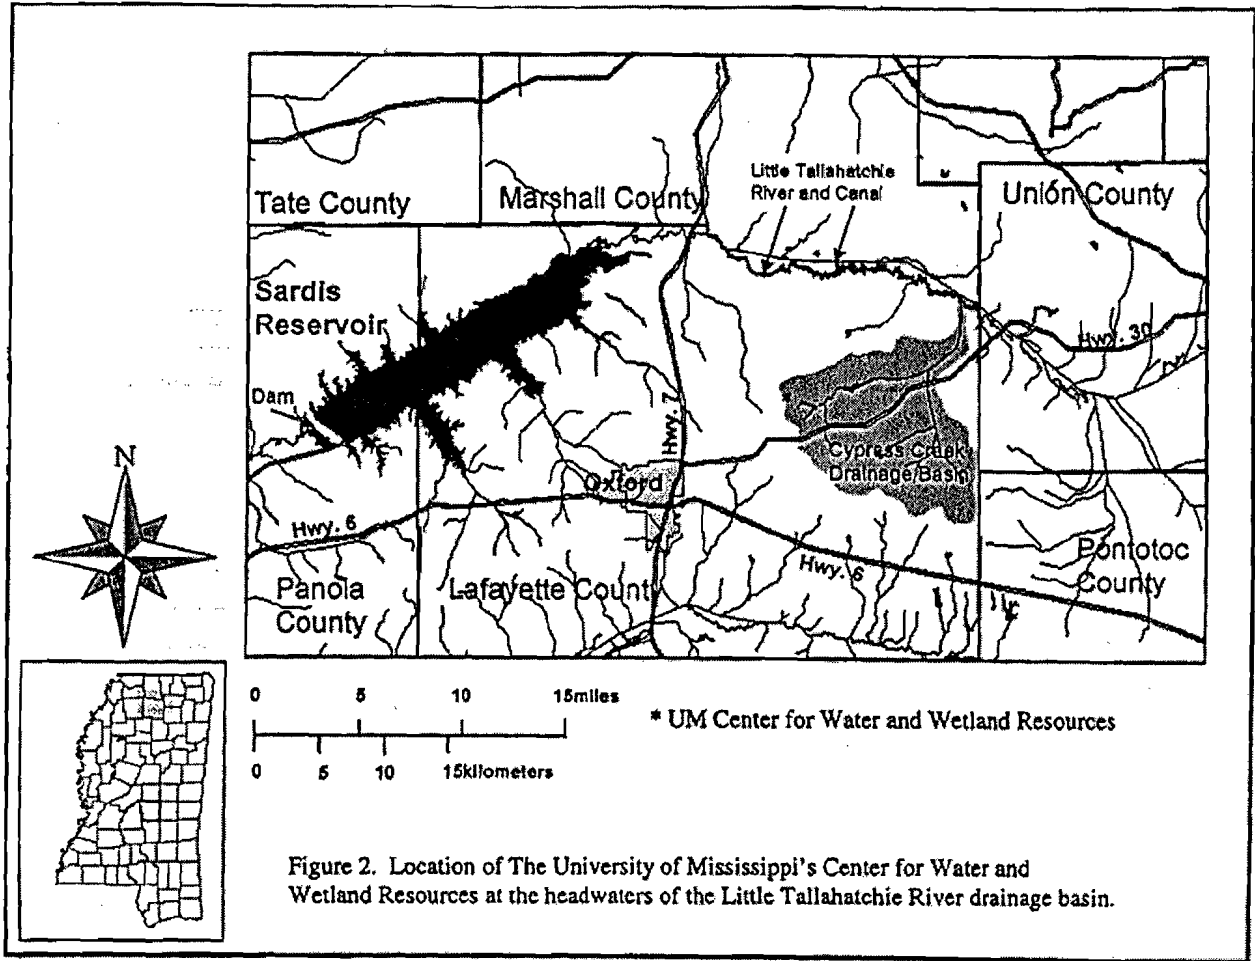 Tate County
Marshall County
Little Tallahatchie
River and Canal
Union County
Sardis
Reservoir
Hwy. 30
Dam
Hwy. 7
Cypress Creek
Drainage/Basin
N
Oxford
Hwy. 6
Hwy. 6
Pontotoc
County
Panola
County
Lafayette County
0 5 10 15miles
* UM Center for Water and Wetland Resources
0 5 10 15kilometers
Figure 2. Location of The University of Mississippi's Center for Water and
Wetland Resources at the headwaters of the Little Tallahatchie River drainage basin.